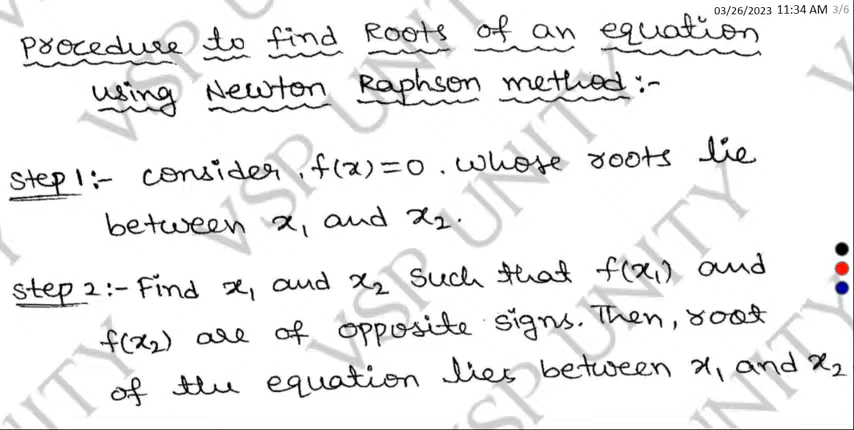 03/26/2023 11:34 AM 3/6
Procedure to find Roots of an equation
using Newton Raphson method:-
Step 1:- consider, f(x)=0. whose roots lie
between x₁ and x₂.
Step 2:- Find x₁ and x₂ such that f(x₁) and
f(x₂) are of opposite signs. Then, root
of the equation lies between x₁ and x₂
VSP UNITY